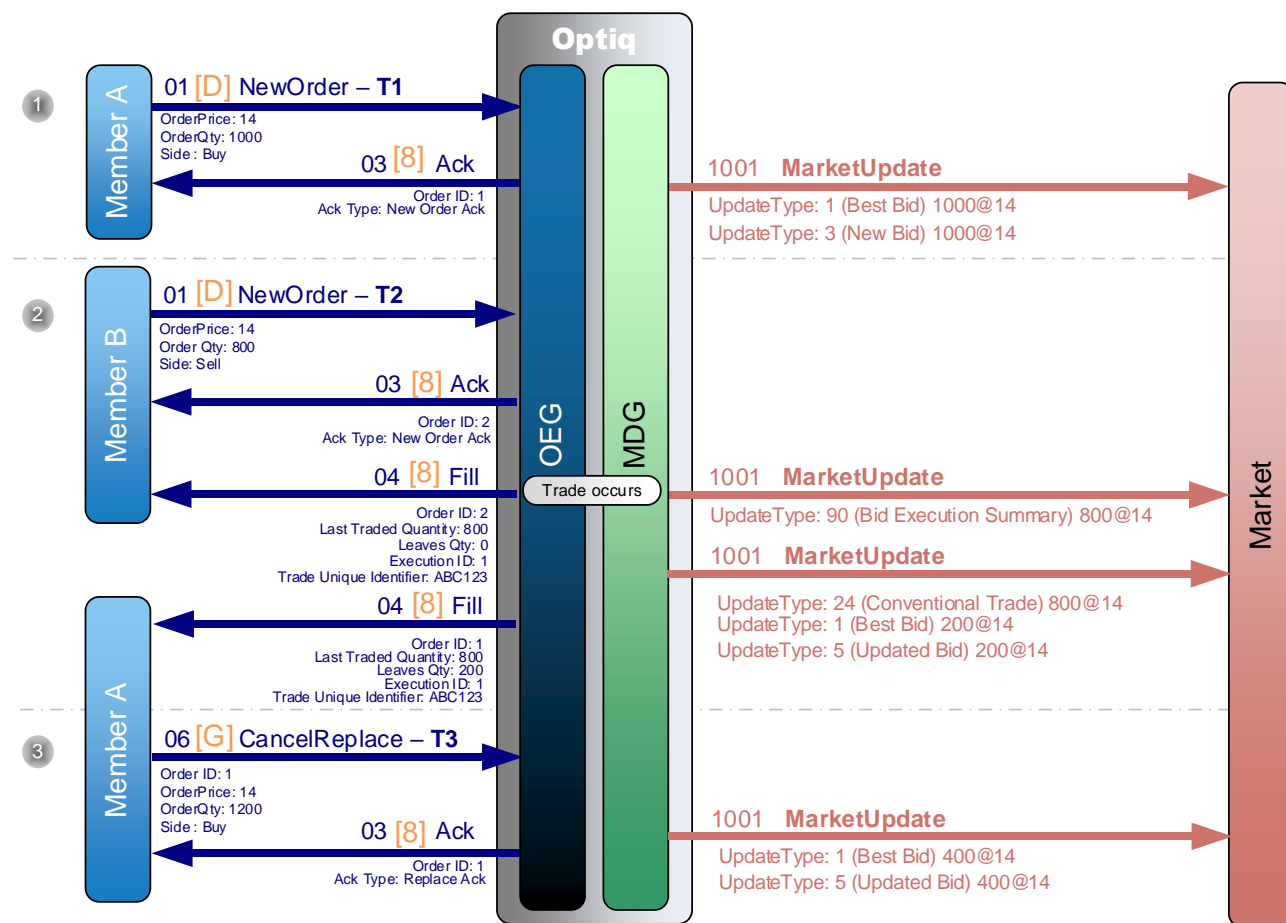 Optiq
OEG
MDG
Market
1
Member A
01 [D] NewOrder – T1
OrderPrice: 14
OrderQty: 1000
Side : Buy
03 [8] Ack
Order ID: 1
Ack Type: New Order Ack
1001 MarketUpdate
UpdateType: 1 (Best Bid) 1000@14
UpdateType: 3 (New Bid) 1000@14
2
Member B
01 [D] NewOrder – T2
OrderPrice: 14
Order Qty: 800
Side: Sell
03 [8] Ack
Order ID: 2
Ack Type: New Order Ack
04 [8] Fill
Order ID: 2
Last Traded Quantity: 800
Leaves Qty: 0
Execution ID: 1
Trade Unique Identifier: ABC123
Trade occurs
1001 MarketUpdate
UpdateType: 90 (Bid Execution Summary) 800@14
1001 MarketUpdate
UpdateType: 24 (Conventional Trade) 800@14
UpdateType: 1 (Best Bid) 200@14
UpdateType: 5 (Updated Bid) 200@14
Member A
04 [8] Fill
Order ID: 1
Last Traded Quantity: 800
Leaves Qty: 200
Execution ID: 1
Trade Unique Identifier: ABC123
3
06 [G] CancelReplace – T3
Order ID: 1
OrderPrice: 14
OrderQty: 1200
Side : Buy
03 [8] Ack
Order ID: 1
Ack Type: Replace Ack
1001 MarketUpdate
UpdateType: 1 (Best Bid) 400@14
UpdateType: 5 (Updated Bid) 400@14